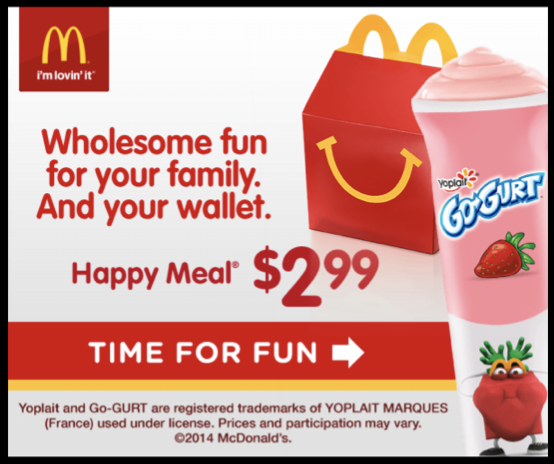 i'm lovin' it®
Wholesome fun
for your family.
And your wallet.
Happy Meal® $2.99
TIME FOR FUN
Yoplait
GO-GURT
Yoplait and Go-GURT are registered trademarks of YOPLAIT MARQUES
(France) used under license. Prices and participation may vary.
©2014 McDonald's.